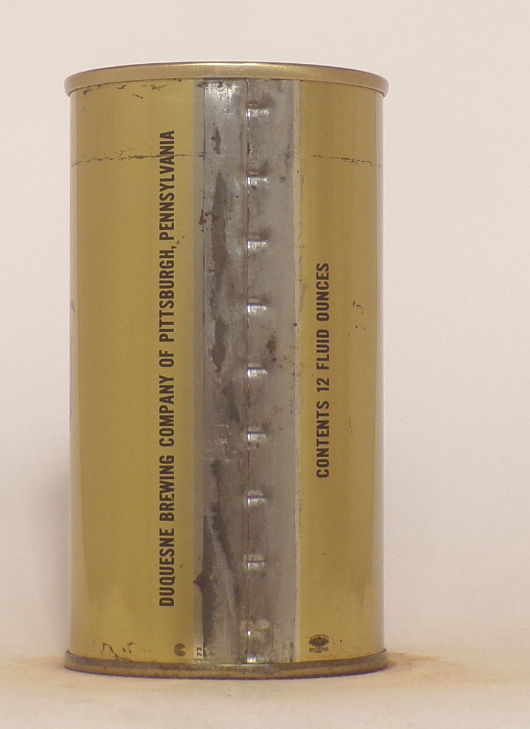 DUQUESNE BREWING COMPANY OF PITTSBURGH, PENNSYLVANIA
CONTENTS 12 FLUID OUNCES